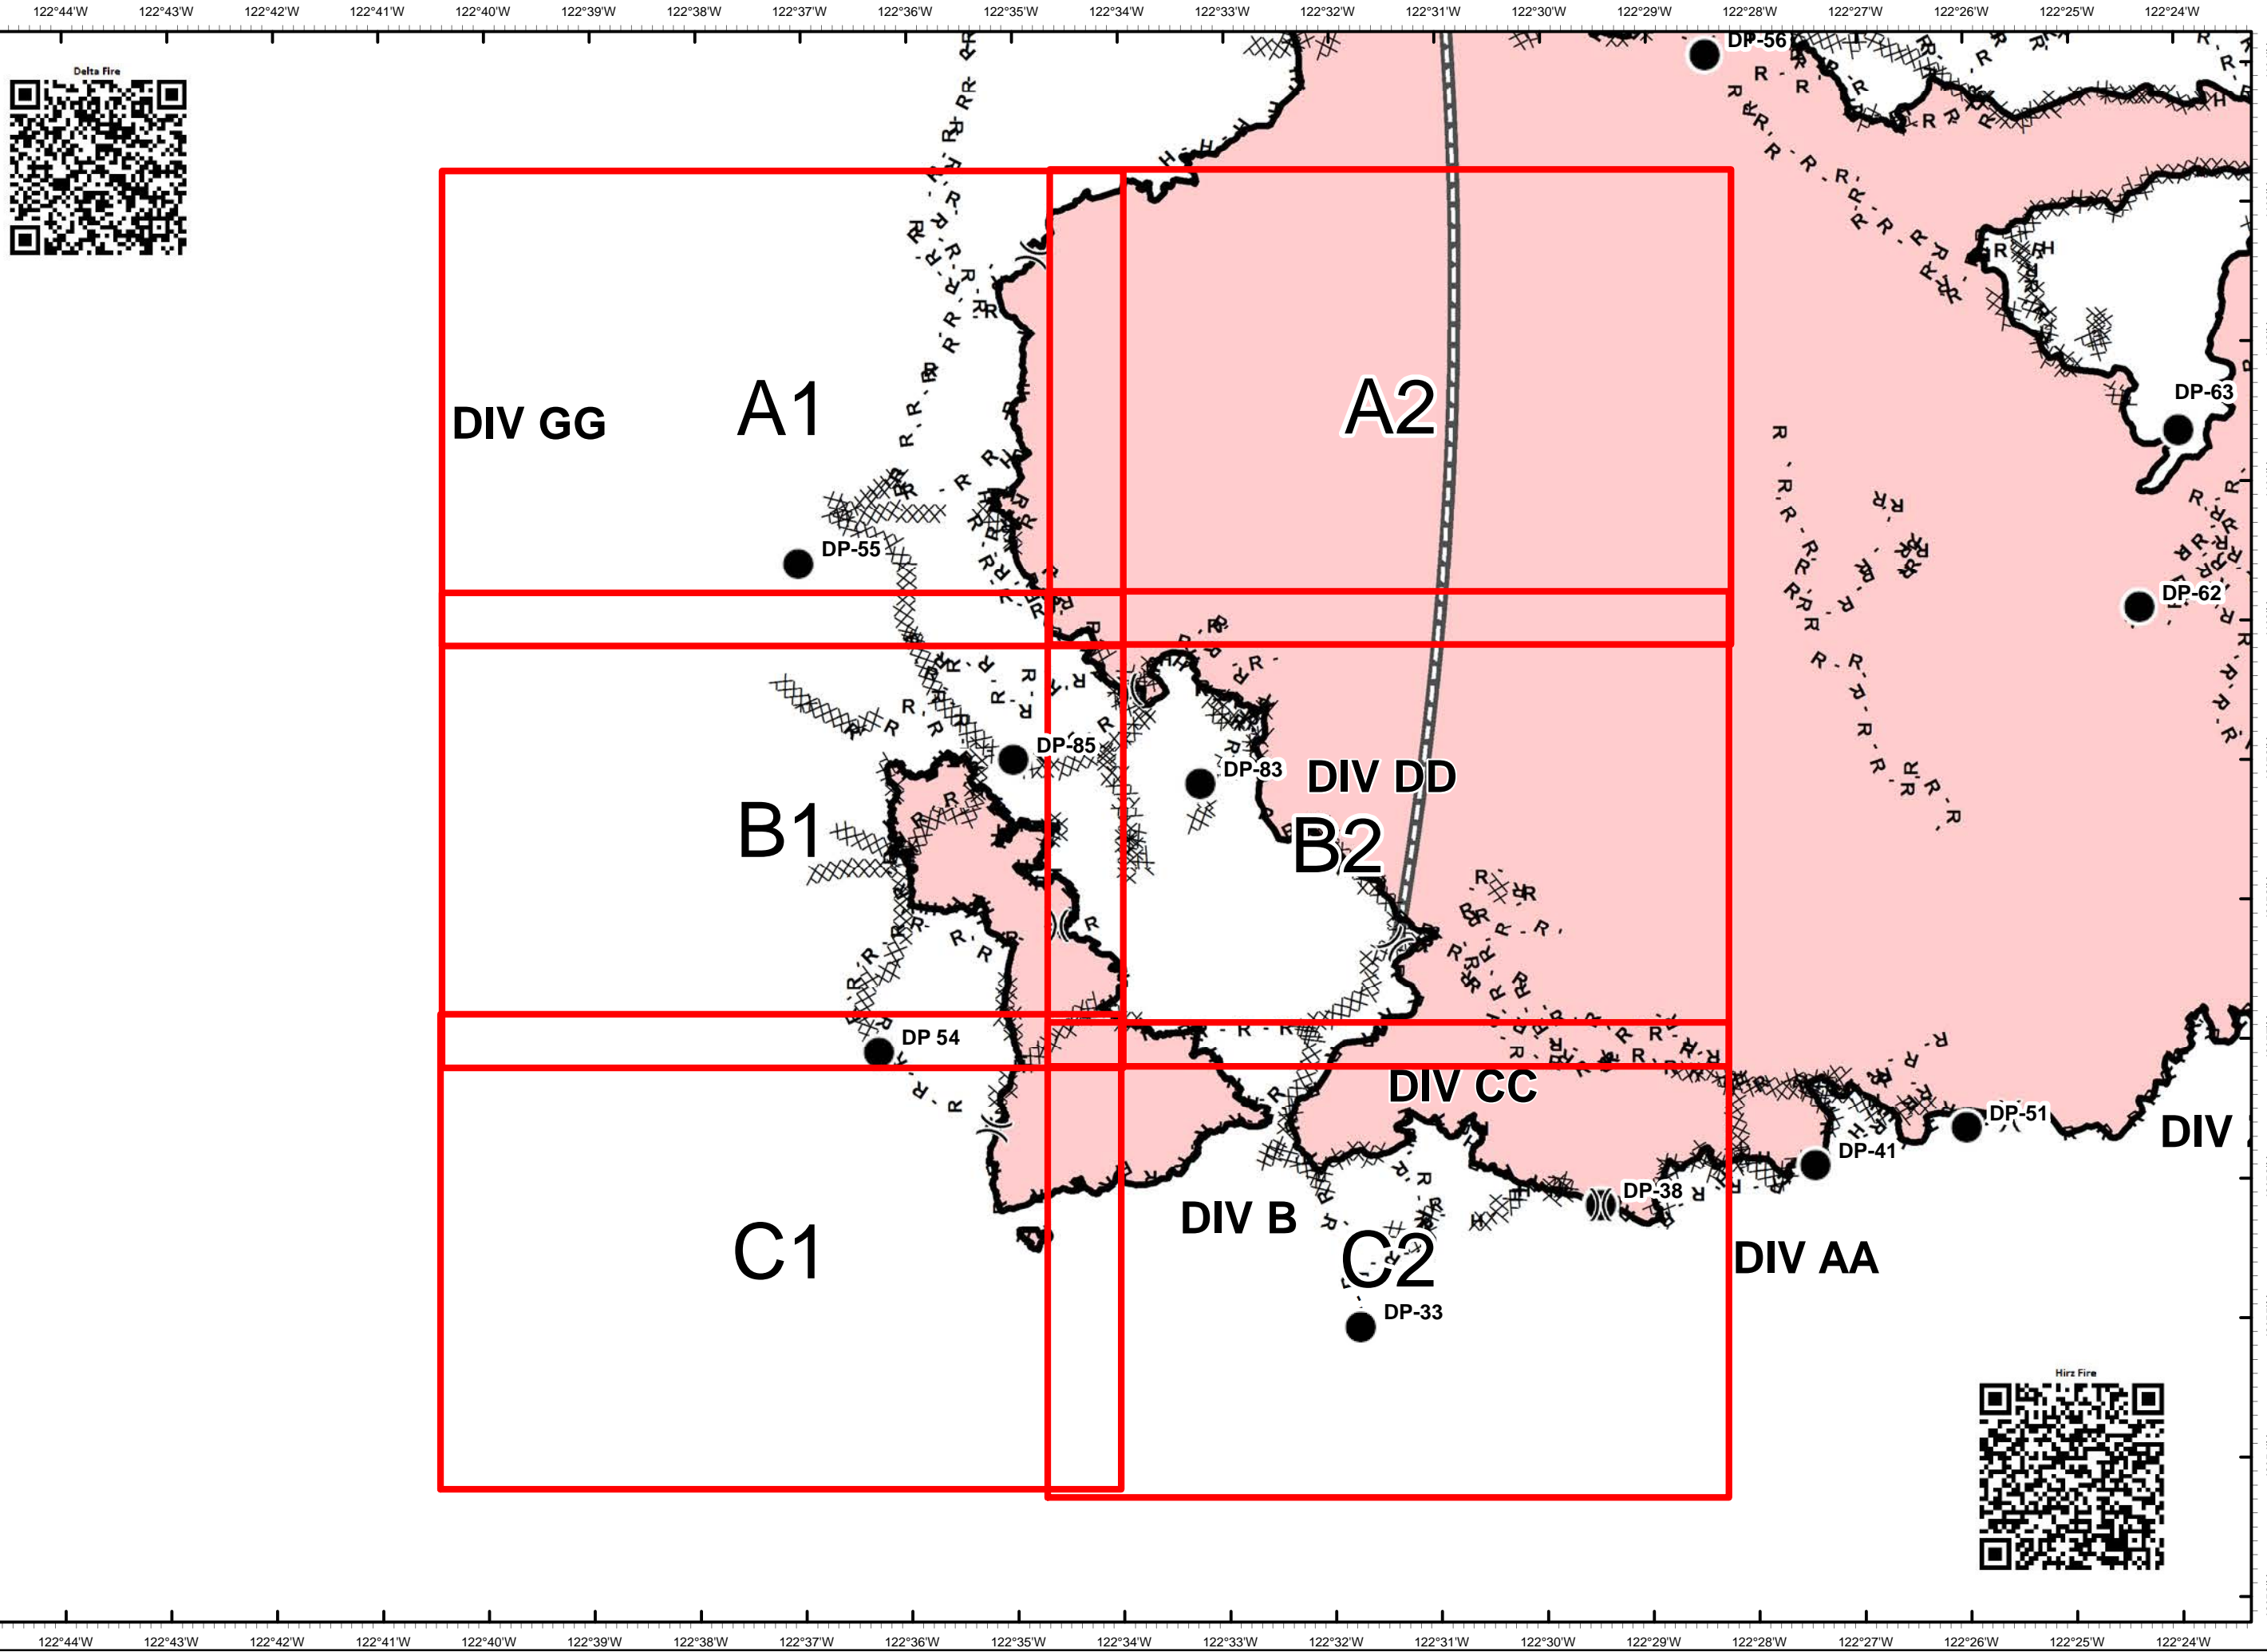 122°44'W 122°43'W 122°42'W 122°41'W 122°40'W 122°39'W 122°38'W 122°37'W 122°36'W 122°35'W 122°34'W 122°33'W 122°32'W 122°31'W 122°30'W 122°29'W 122°28'W 122°27'W 122°26'W 122°25'W 122°24'W
DP-56
Delta Fire
DP-63
A1
A2
DIV GG
DP-55
DP-62
DP-85
DP-83
DIV DD
B1
B2
DP 54
DIV CC
DP-51
DIV
DP-41
DP-38
DIV B
C1
C2
DIV AA
DP-33
Hirz Fire
122°44'W 122°43'W 122°42'W 122°41'W 122°40'W 122°39'W 122°38'W 122°37'W 122°36'W 122°35'W 122°34'W 122°33'W 122°32'W 122°31'W 122°30'W 122°29'W 122°28'W 122°27'W 122°26'W 122°25'W 122°24'W